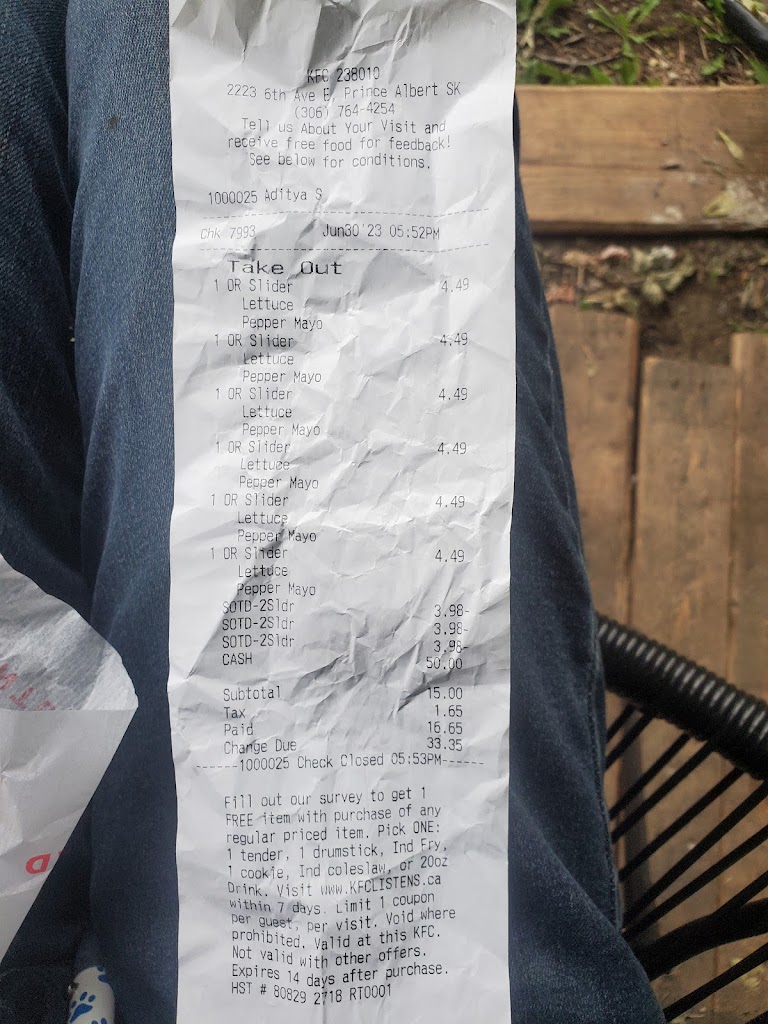 KFC 238010
2223 6th Ave E, Prince Albert SK
(306) 764-4254
Tell us About Your Visit and
receive free food for feedback!
See below for conditions.
1000025 Aditya S
Chk 7993 Jun30'23 05:52PM
Take Out
1 OR Slider 4.49
Lettuce
Pepper Mayo
1 OR Slider 4.49
Lettuce
Pepper Mayo
1 OR Slider 4.49
Lettuce
Pepper Mayo
1 OR Slider 4.49
Lettuce
Pepper Mayo
1 OR Slider 4.49
Lettuce
Pepper Mayo
1 OR Slider 4.49
Lettuce
Pepper Mayo
SOTD-2Sldr 3.98-
SOTD-2Sldr 3.98-
SOTD-2Sldr 3.98-
CASH 50.00
Subtotal 15.00
Tax 1.65
Paid 16.65
Change Due 33.35
------1000025 Check Closed 05:53PM------
Fill out our survey to get 1
FREE item with purchase of any
regular priced item. Pick ONE:
1 tender, 1 drumstick, Ind Fry,
1 cookie, Ind coleslaw, or 20oz
Drink. Visit www.KFCLISTENS.ca
within 7 days. Limit 1 coupon
per guest, per visit. Void where
prohibited. Valid at this KFC.
Not valid with other offers.
Expires 14 days after purchase.
HST # 80829 2718 RT0001